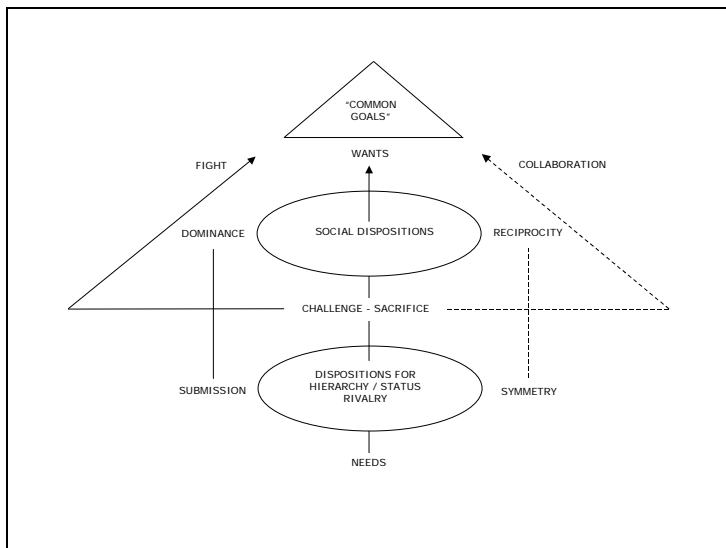 "COMMON
GOALS"
WANTS
FIGHT
COLLABORATION
DOMINANCE
SOCIAL DISPOSITIONS
RECIPROCITY
CHALLENGE - SACRIFICE
DISPOSITIONS FOR
HIERARCHY / STATUS
RIVALRY
SUBMISSION
SYMMETRY
NEEDS